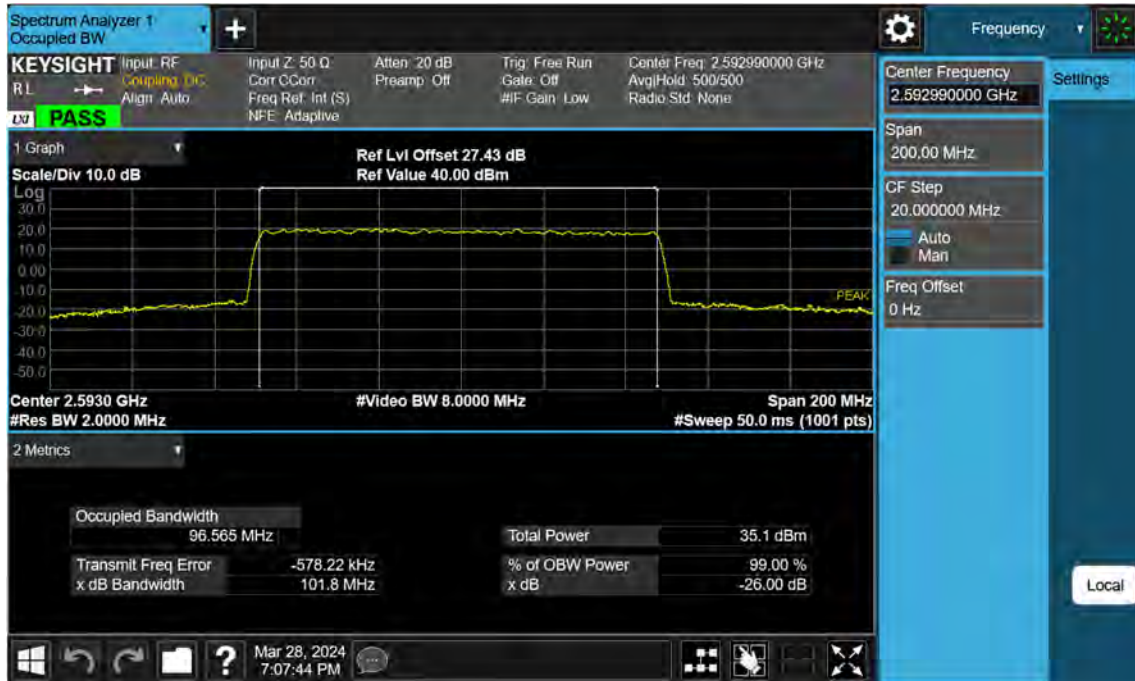 Spectrum Analyzer 1
Occupied BW
+
Frequency
KEYSIGHT
RL
LXI
PASS
Input: RF
Coupling: DC
Align: Auto
Input Z: 50 Ω
Corr CCorr
Freq Ref: Int (S)
NFE: Adaptive
Atten: 20 dB
Preamp: Off
Trig: Free Run
Gate: Off
#IF Gain: Low
Center Freq: 2.592990000 GHz
Avg|Hold: 500/500
Radio Std: None
Center Frequency
2.592990000 GHz
Settings
Span
200.00 MHz
CF Step
20.000000 MHz
Auto
Man
Freq Offset
0 Hz
Local
1 Graph
Scale/Div 10.0 dB
Ref Lvl Offset 27.43 dB
Ref Value 40.00 dBm
Log
30.0
20.0
10.0
0.00
-10.0
-20.0
-30.0
-40.0
-50.0
PEAK
Center 2.5930 GHz
#Video BW 8.0000 MHz
Span 200 MHz
#Res BW 2.0000 MHz
#Sweep 50.0 ms (1001 pts)
2 Metrics
Occupied Bandwidth
96.565 MHz
Total Power 35.1 dBm
Transmit Freq Error -578.22 kHz
% of OBW Power 99.00 %
x dB Bandwidth 101.8 MHz
x dB -26.00 dB
?
Mar 28, 2024
7:07:44 PM